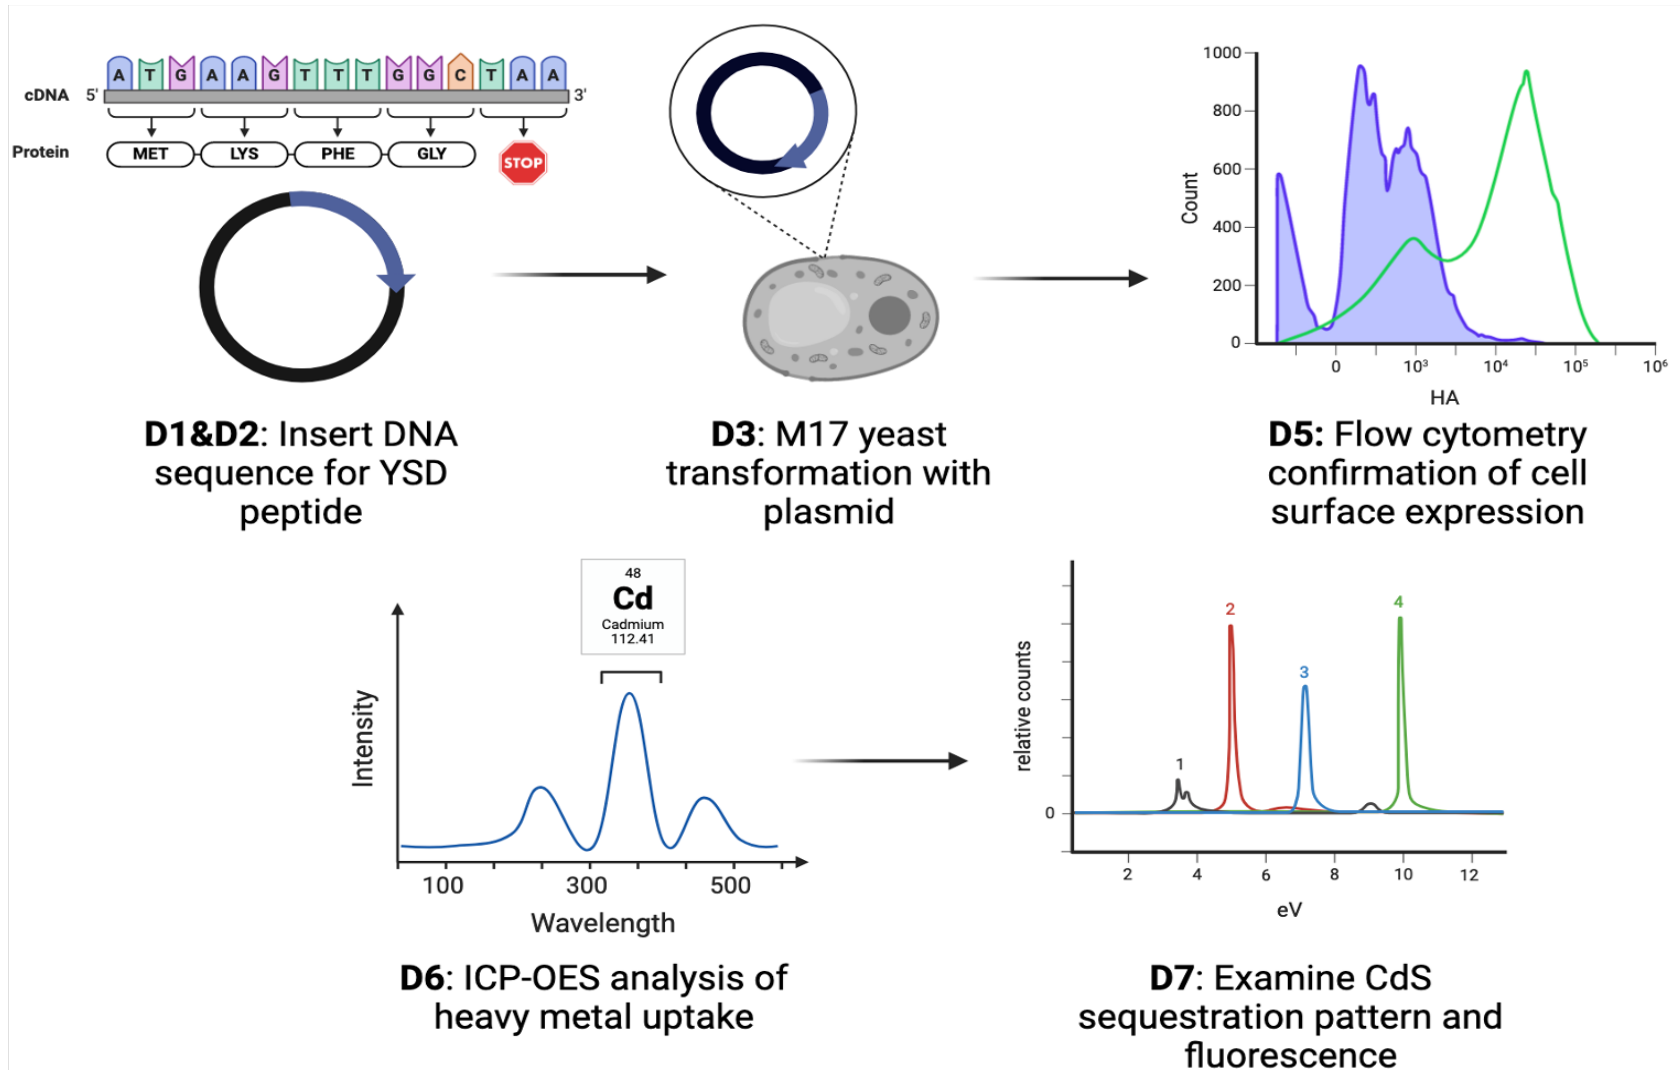 A T G A A G T T T G G C T A A
cDNA 5' 3'
Protein MET LYS PHE GLY STOP
D1&D2: Insert DNA
sequence for YSD
peptide
D3: M17 yeast
transformation with
plasmid
1000
800
600
400
200
0
Count
0 10³ 10⁴ 10⁵ 10⁶
HA
D5: Flow cytometry
confirmation of cell
surface expression
48
Cd
Cadmium
112.41
Intensity
100 300 500
Wavelength
D6: ICP-OES analysis of
heavy metal uptake
relative counts
0
1 2 3 4
2 4 6 8 10 12
eV
D7: Examine CdS
sequestration pattern and
fluorescence